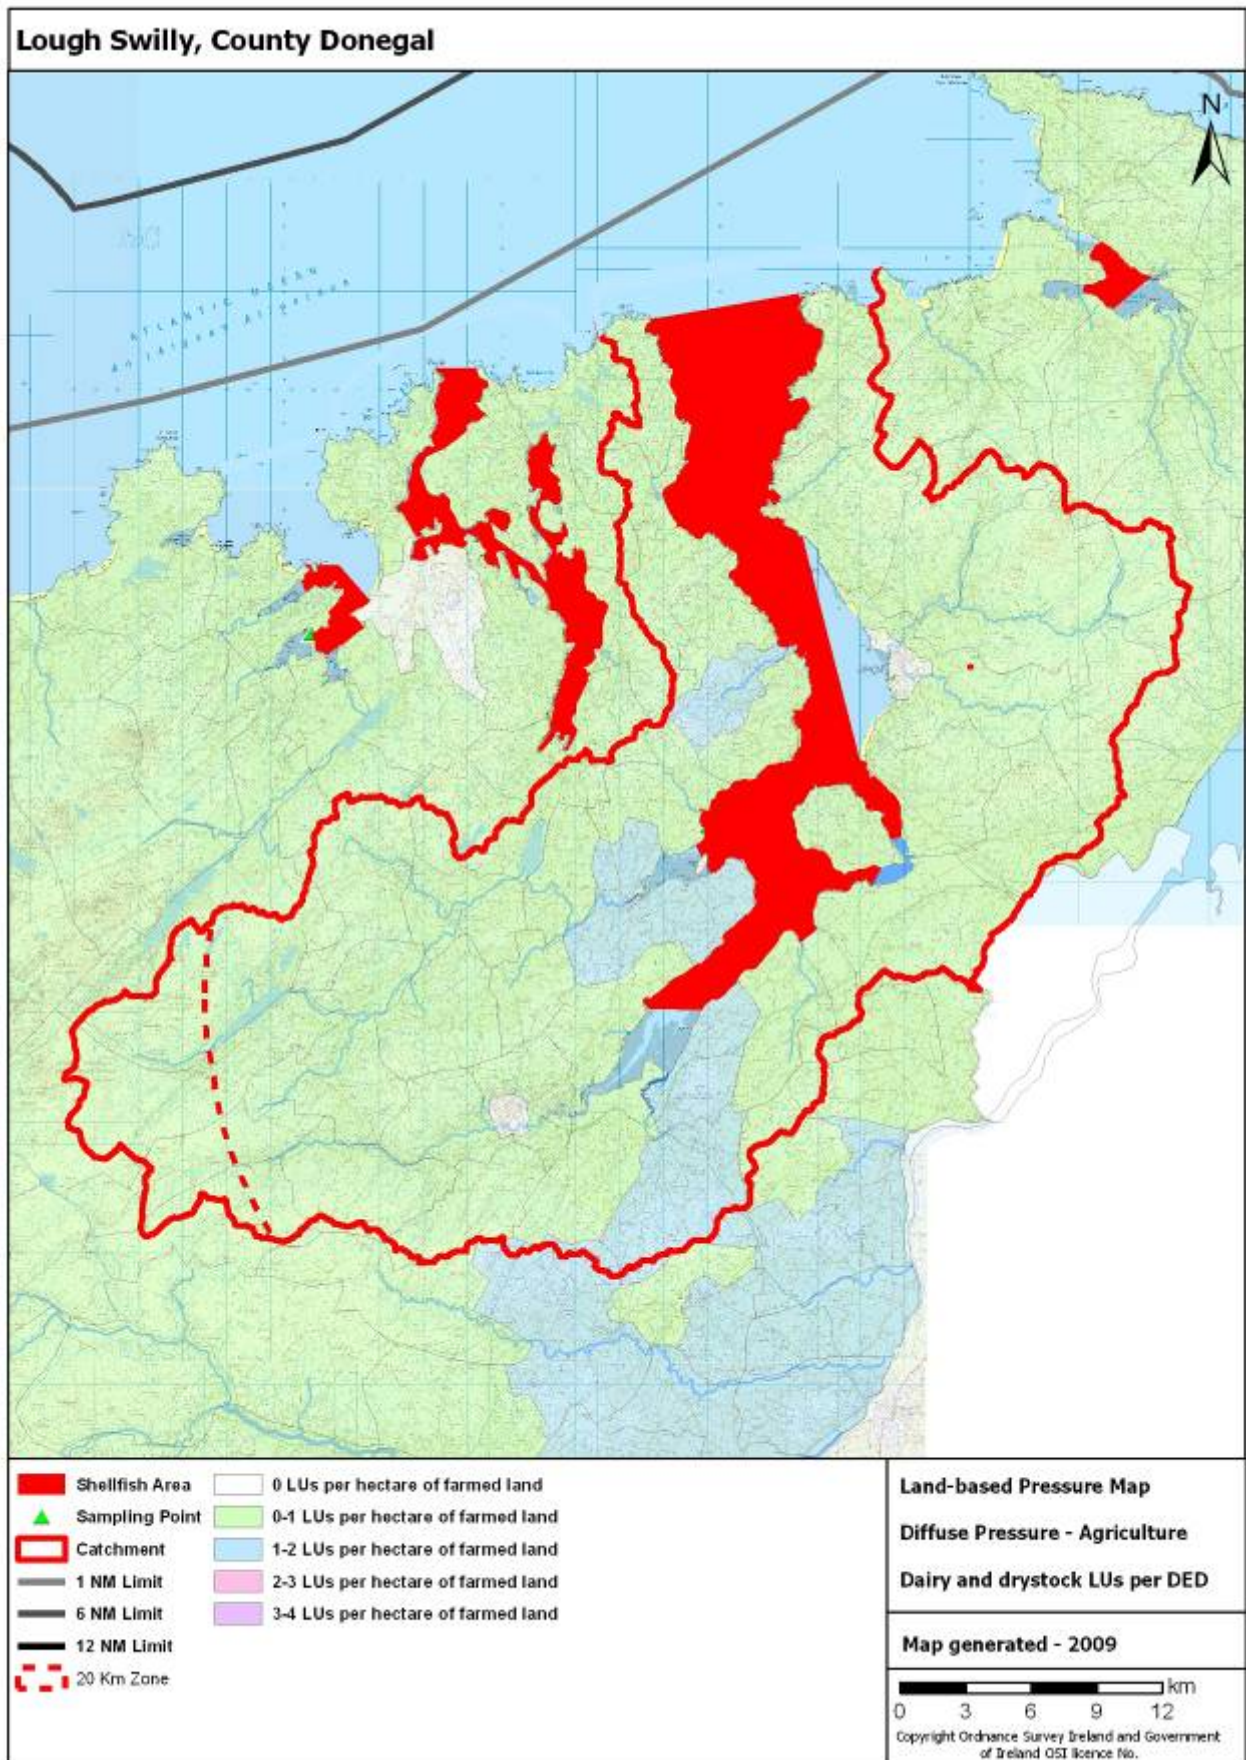 Lough Swilly, County Donegal
N
ATLANTIC OCEAN
Shellfish Area
Sampling Point
Catchment
1 NM Limit
6 NM Limit
12 NM Limit
20 Km Zone
0 LUs per hectare of farmed land
0-1 LUs per hectare of farmed land
1-2 LUs per hectare of farmed land
2-3 LUs per hectare of farmed land
3-4 LUs per hectare of farmed land
Land-based Pressure Map
Diffuse Pressure - Agriculture
Dairy and drystock LUs per DED
Map generated - 2009
km
0 3 6 9 12
Copyright Ordnance Survey Ireland and Government
of Ireland OSI licence No.